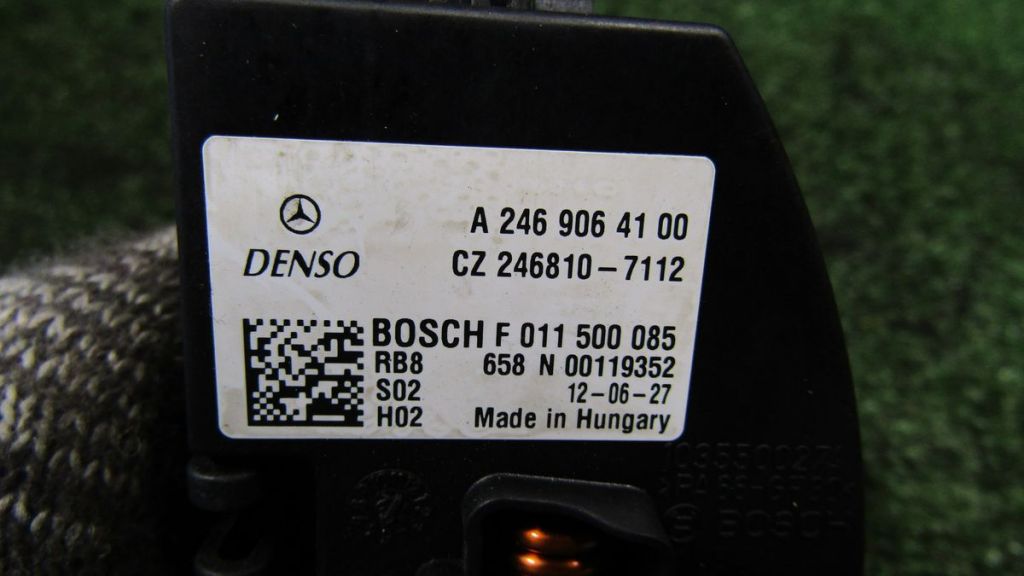 A 246 906 41 00
DENSO CZ 246810-7112
BOSCH F 011 500 085
RB8 658 N 00119352
S02 12-06-27
H02 Made in Hungary
BOSCH